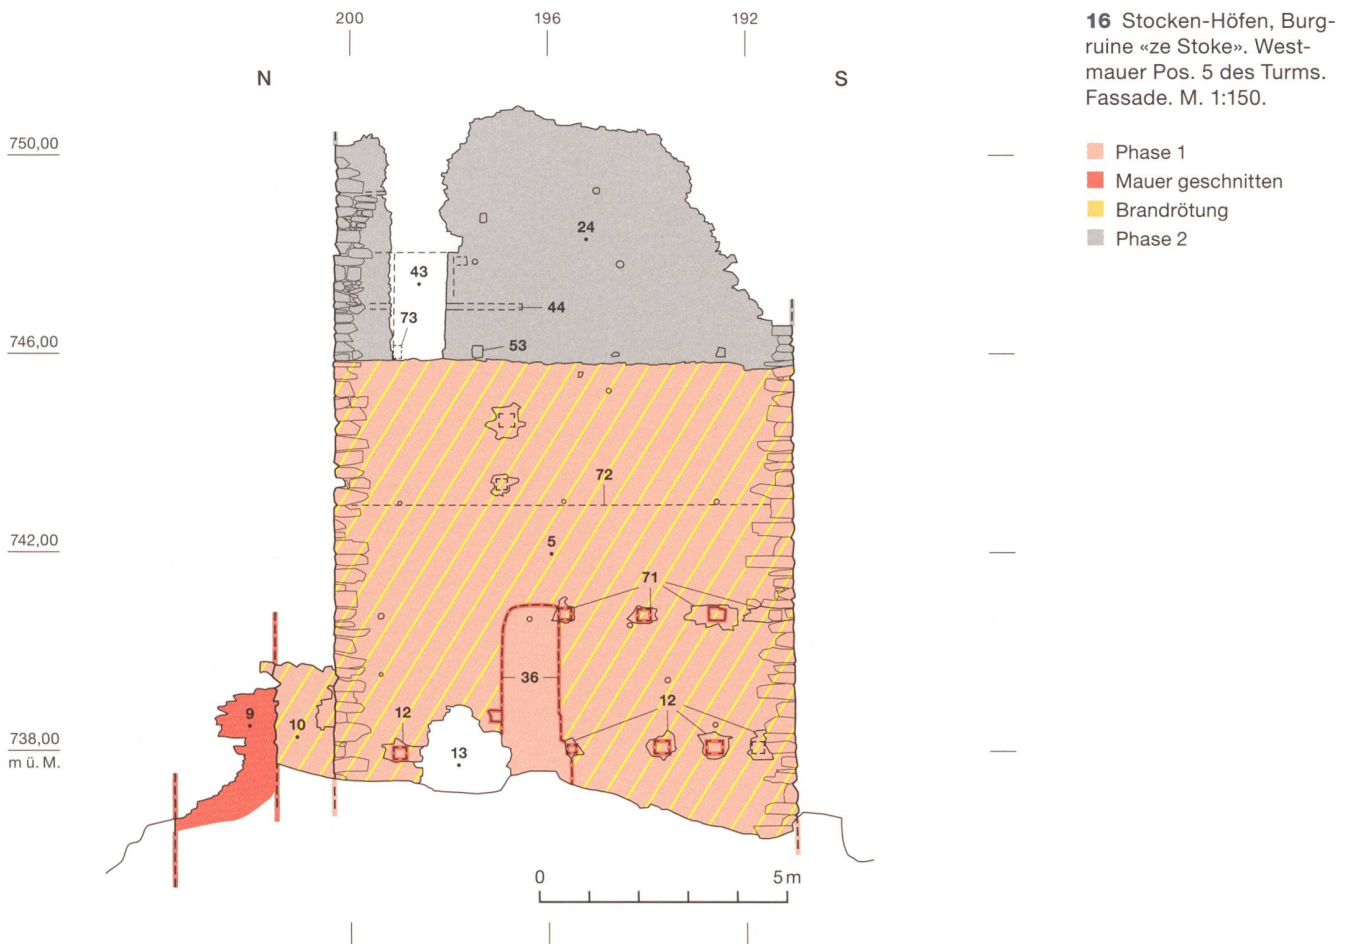 200 196 192
N S
16 Stocken-Höfen, Burg-
ruine «ze Stoke». West-
mauer Pos. 5 des Turms.
Fassade. M. 1:150.
Phase 1
Mauer geschnitten
Brandrötung
Phase 2
750,00
24
43
44
73
746,00
53
72
742,00
5
71
36
9
10
12
12
738,00
m ü. M.
13
0 5 m